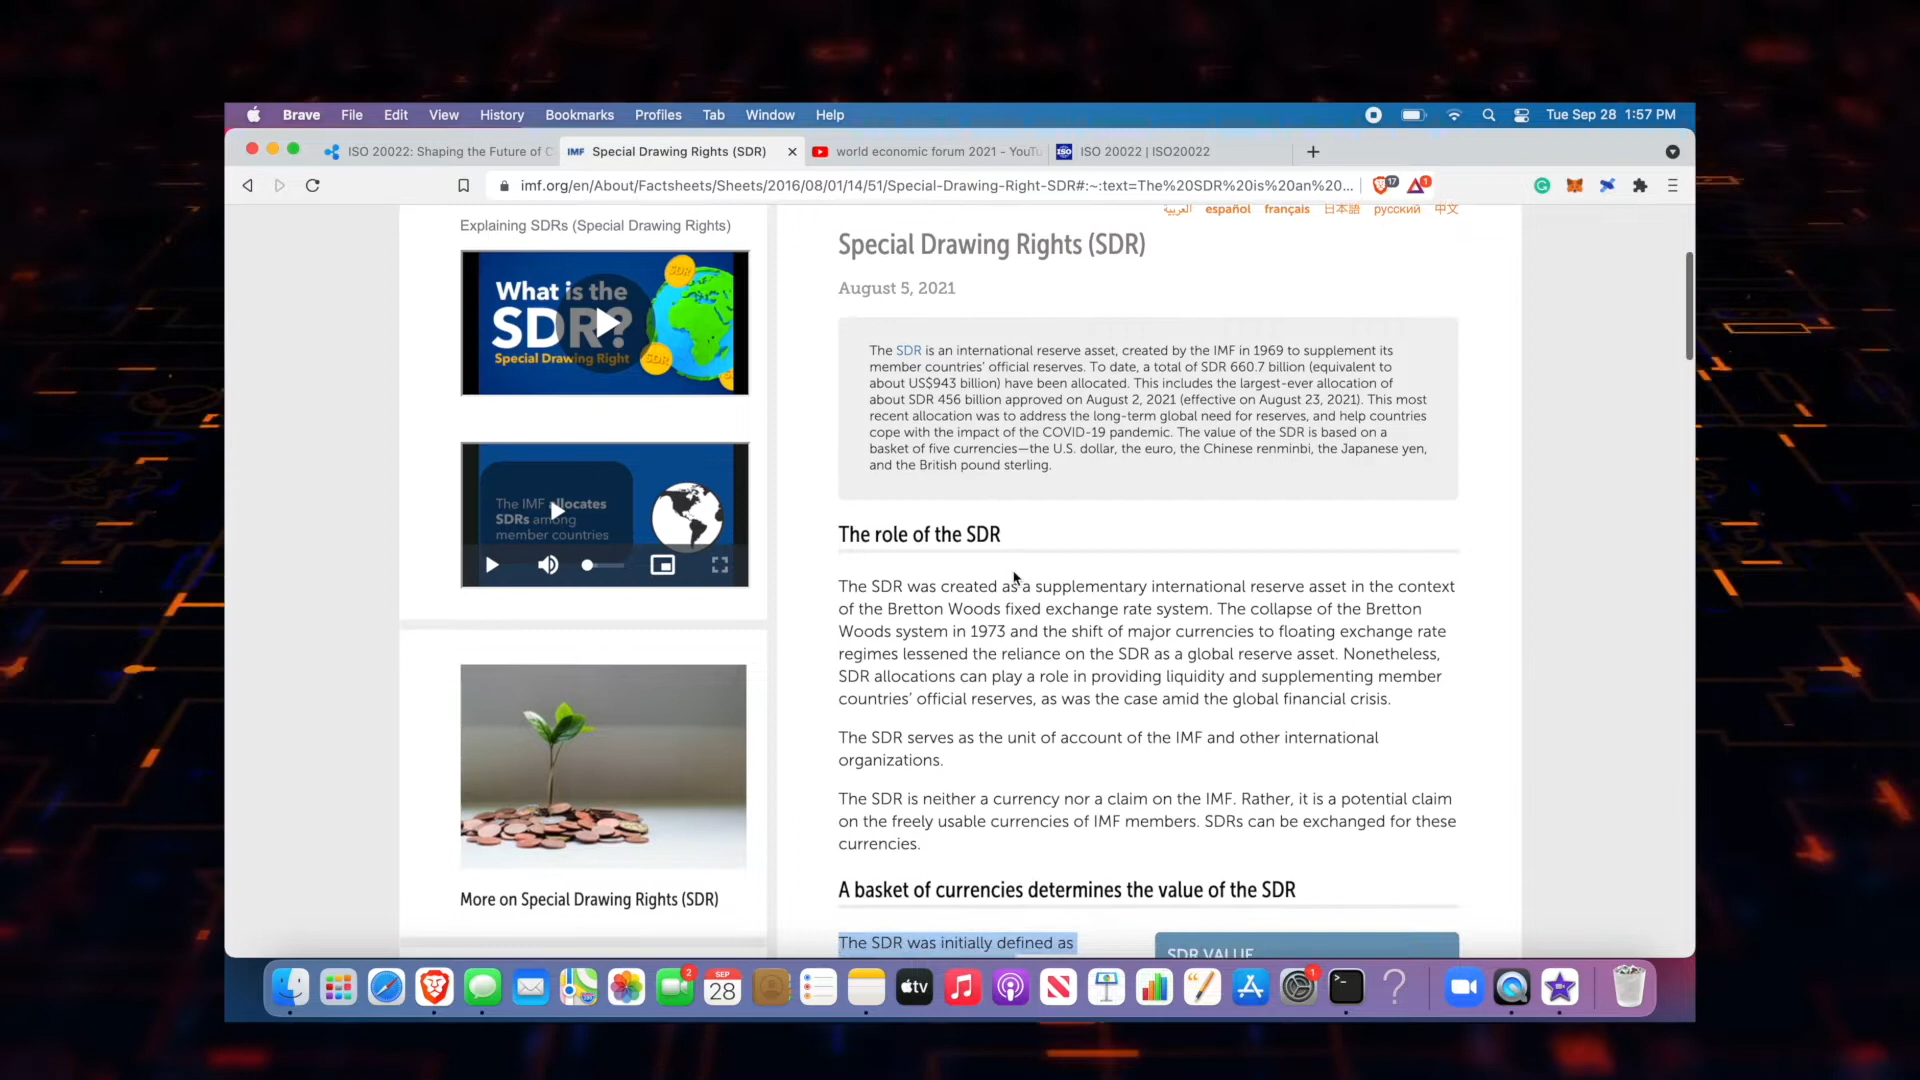 Brave File Edit View History Bookmarks Profiles Tab Window Help Tue Sep 28 1:57 PM
ISO 20022: Shaping the Future of C
IMF Special Drawing Rights (SDR)
world economic forum 2021 - YouTu
ISO ISO 20022 | ISO20022
imf.org/en/About/Factsheets/Sheets/2016/08/01/14/51/Special-Drawing-Right-SDR#:~:text=The%20SDR%20is%20an%20...
17
1
العربية español français 日本語 русский 中文
Explaining SDRs (Special Drawing Rights)
What is the
SDR?
Special Drawing Right
SDR
SDR
The IMF allocates
SDRs among
member countries
More on Special Drawing Rights (SDR)
Special Drawing Rights (SDR)
August 5, 2021
The SDR is an international reserve asset, created by the IMF in 1969 to supplement its
member countries’ official reserves. To date, a total of SDR 660.7 billion (equivalent to
about US$943 billion) have been allocated. This includes the largest-ever allocation of
about SDR 456 billion approved on August 2, 2021 (effective on August 23, 2021). This most
recent allocation was to address the long-term global need for reserves, and help countries
cope with the impact of the COVID-19 pandemic. The value of the SDR is based on a
basket of five currencies—the U.S. dollar, the euro, the Chinese renminbi, the Japanese yen,
and the British pound sterling.
The role of the SDR
The SDR was created as a supplementary international reserve asset in the context
of the Bretton Woods fixed exchange rate system. The collapse of the Bretton
Woods system in 1973 and the shift of major currencies to floating exchange rate
regimes lessened the reliance on the SDR as a global reserve asset. Nonetheless,
SDR allocations can play a role in providing liquidity and supplementing member
countries’ official reserves, as was the case amid the global financial crisis.
The SDR serves as the unit of account of the IMF and other international
organizations.
The SDR is neither a currency nor a claim on the IMF. Rather, it is a potential claim
on the freely usable currencies of IMF members. SDRs can be exchanged for these
currencies.
A basket of currencies determines the value of the SDR
The SDR was initially defined as
SDR VALUE
2
SEP
28
tv
1